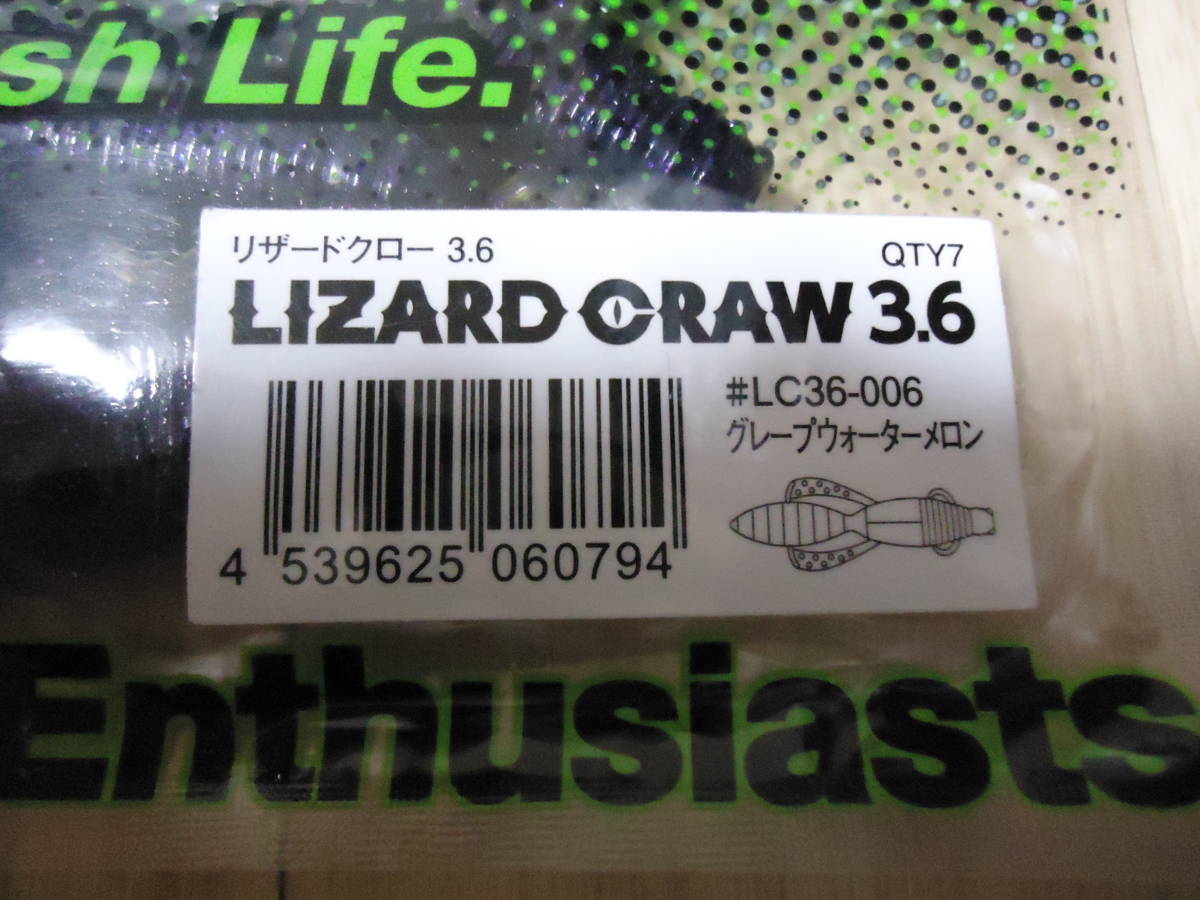 sh Life.
リザードクロー 3.6
QTY7
LIZARD CRAW 3.6
#LC36-006
グレープウォーターメロン
4 539625 060794
Enthusiasts